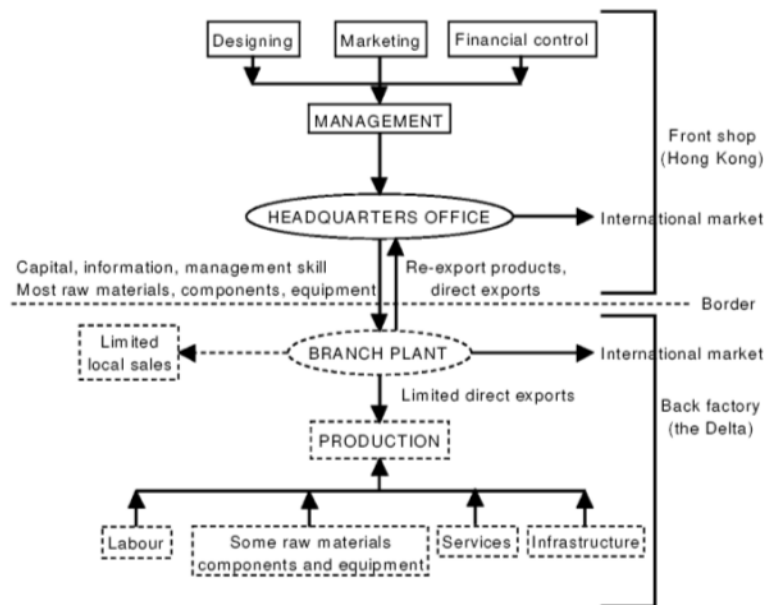 Designing
Marketing
Financial control
MANAGEMENT
Front shop
(Hong Kong)
HEADQUARTERS OFFICE
International market
Capital, information, management skill
Most raw materials, components, equipment
Re-export products,
direct exports
Border
Limited
local sales
BRANCH PLANT
International market
Limited direct exports
Back factory
(the Delta)
PRODUCTION
Labour
Some raw materials
components and equipment
Services
Infrastructure